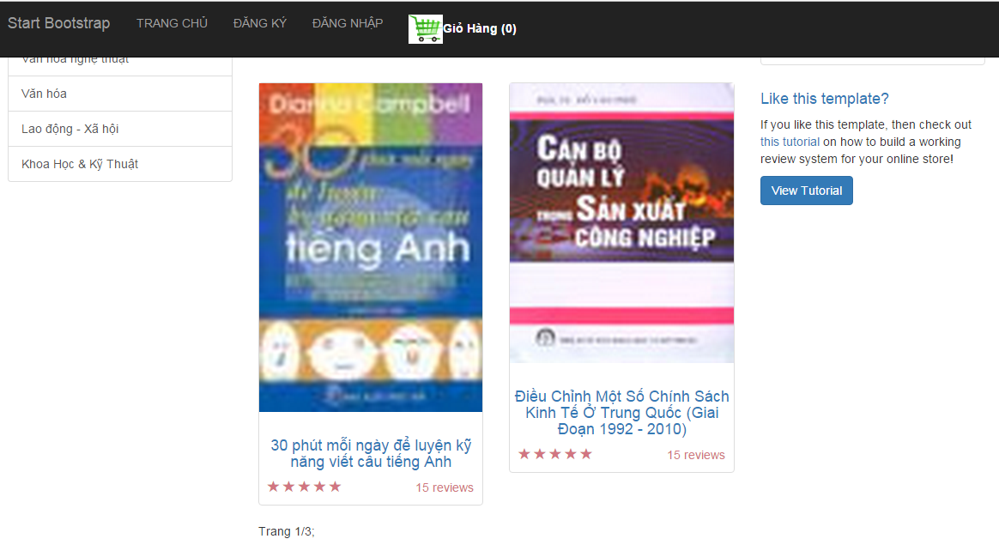 Start Bootstrap TRANG CHỦ ĐĂNG KÝ ĐĂNG NHẬP Giỏ Hàng (0)
Văn hóa nghệ thuật
Văn hóa
Lao động - Xã hội
Khoa Học & Kỹ Thuật
Dianna Campbell
30 phút mỗi ngày
để luyện
kỹ năng viết câu
tiếng Anh
30 phút mỗi ngày để luyện kỹ
năng viết câu tiếng Anh
15 reviews
CÁN BỘ
QUẢN LÝ
TRONG SẢN XUẤT
CÔNG NGHIỆP
Điều Chỉnh Một Số Chính Sách
Kinh Tế Ở Trung Quốc (Giai
Đoạn 1992 - 2010)
15 reviews
Like this template?
If you like this template, then check out
this tutorial on how to build a working
review system for your online store!
View Tutorial
Trang 1/3;